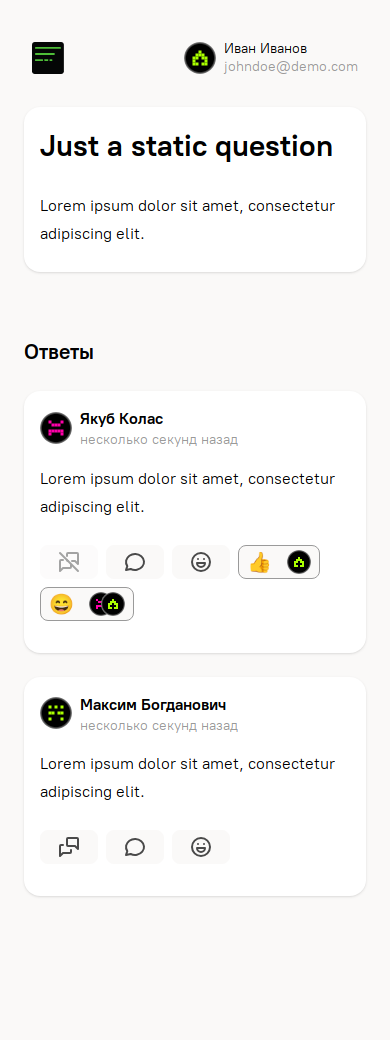 Иван Иванов
johndoe@demo.com
Just a static question
Lorem ipsum dolor sit amet, consectetur
adipiscing elit.
Ответы
Якуб Колас
несколько секунд назад
Lorem ipsum dolor sit amet, consectetur
adipiscing elit.
Максим Богданович
несколько секунд назад
Lorem ipsum dolor sit amet, consectetur
adipiscing elit.